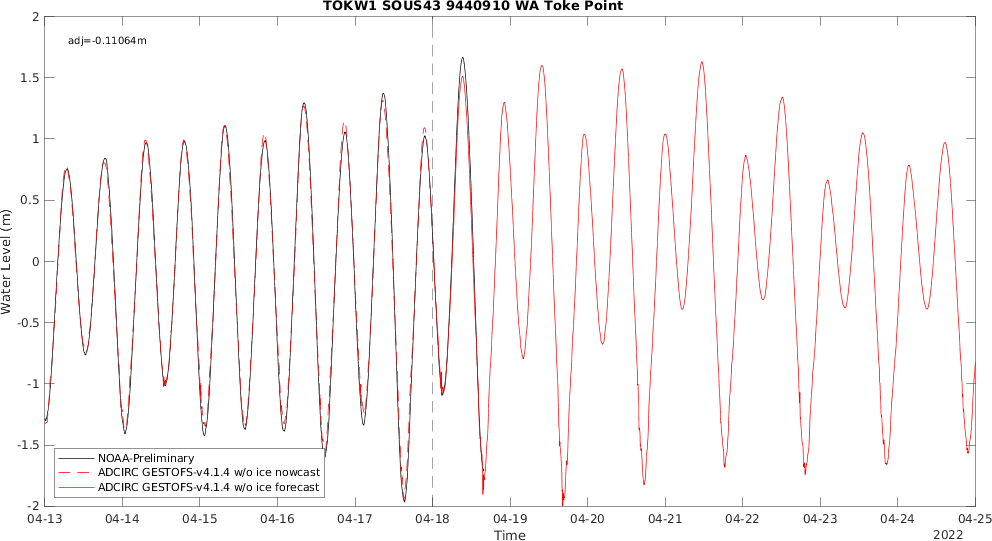 TOKW1 SOUS43 9440910 WA Toke Point
adj=-0.11064m
2
1.5
1
0.5
0
-0.5
-1
-1.5
-2
Water Level (m)
NOAA-Preliminary
ADCIRC GESTOFS-v4.1.4 w/o ice nowcast
ADCIRC GESTOFS-v4.1.4 w/o ice forecast
04-13 04-14 04-15 04-16 04-17 04-18 04-19 04-20 04-21 04-22 04-23 04-24 04-25
Time
2022